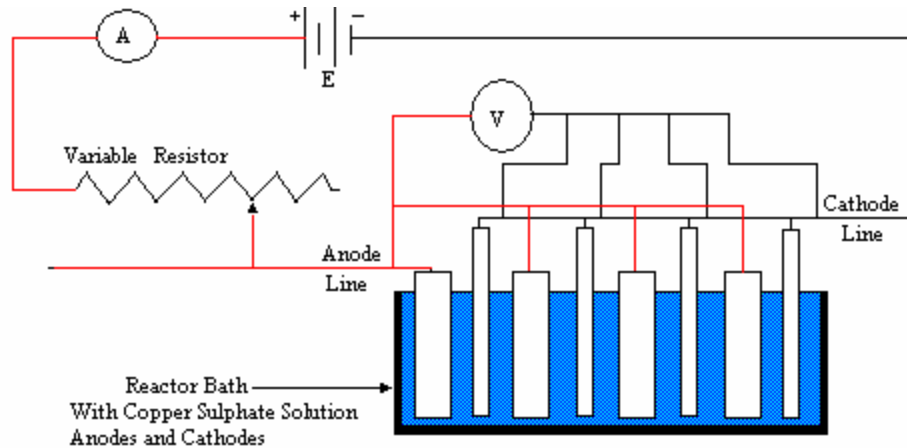 A
+
−
E
V
Variable Resistor
Cathode
Line
Anode
Line
Reactor Bath
With Copper Sulphate Solution
Anodes and Cathodes